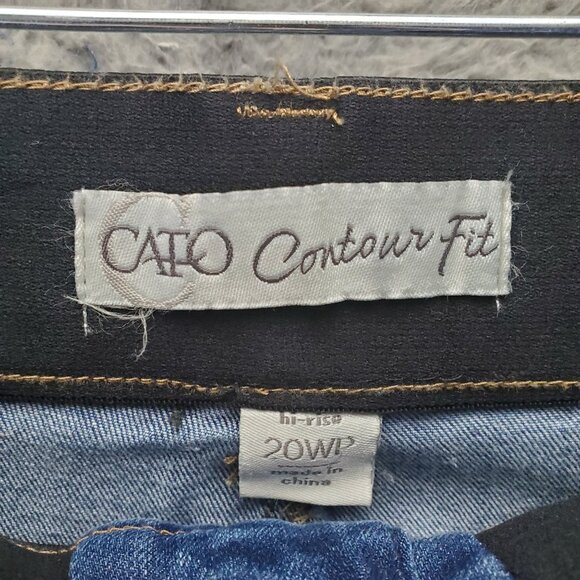 CATO Contour Fit
hi-rise
20WP
made in
china